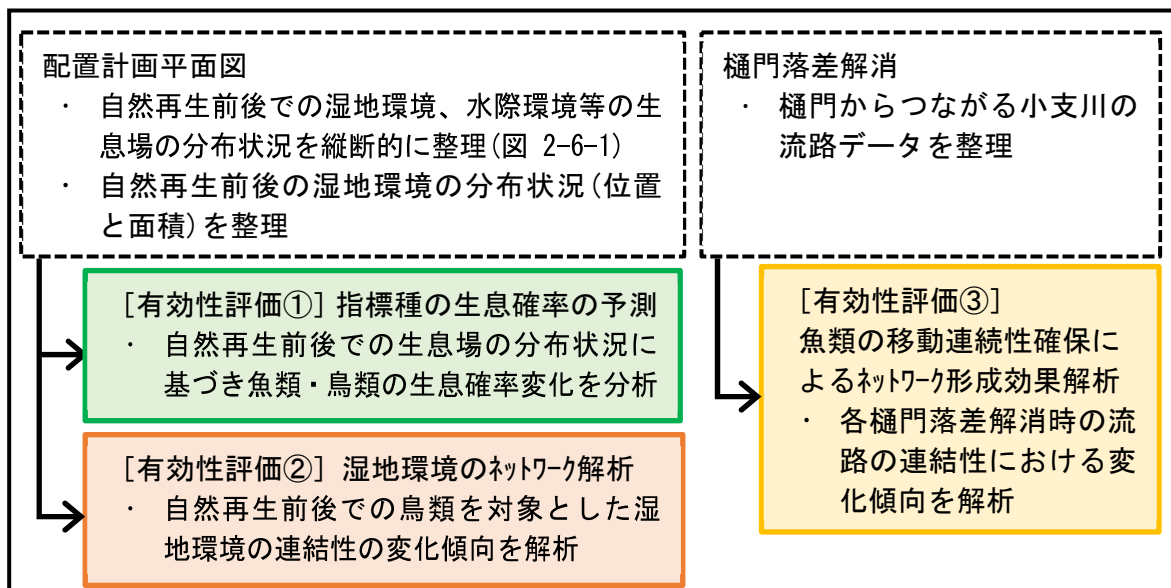 配置計画平面図
・ 自然再生前後での湿地環境、水際環境等の生
息場の分布状況を縦断的に整理(図 2-6-1)
・ 自然再生前後の湿地環境の分布状況(位置
と面積)を整理
樋門落差解消
・ 樋門からつながる小支川の
流路データを整理
[有効性評価①] 指標種の生息確率の予測
・ 自然再生前後での生息場の分布状況に
基づき魚類・鳥類の生息確率変化を分析
[有効性評価②] 湿地環境のﾈｯﾄﾜｰｸ解析
・ 自然再生前後での鳥類を対象とした湿
地環境の連結性の変化傾向を解析
[有効性評価③]
魚類の移動連続性確保に
よるﾈｯﾄﾜｰｸ形成効果解析
・ 各樋門落差解消時の流
路の連結性における変
化傾向を解析